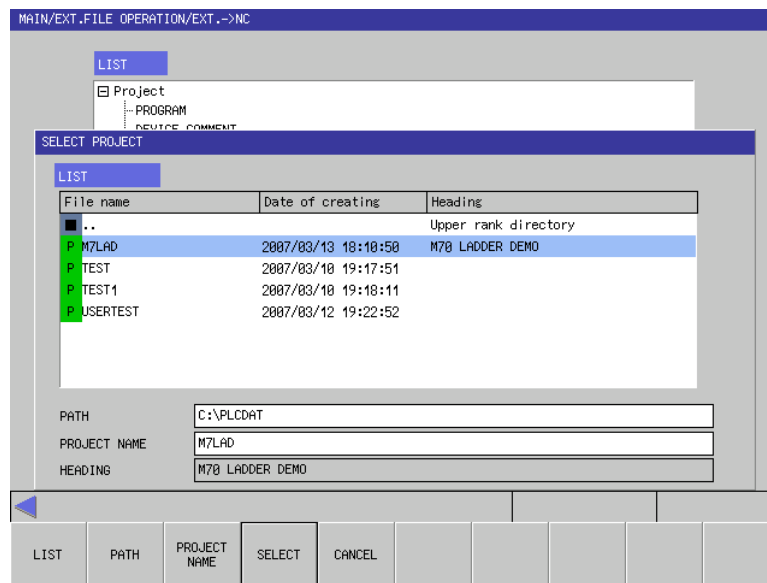 MAIN/EXT.FILE OPERATION/EXT.->NC
LIST
Project
PROGRAM
DEVICE COMMENT
SELECT PROJECT
LIST
File name Date of creating Heading
.. Upper rank directory
P M7LAD 2007/03/13 18:10:50 M70 LADDER DEMO
P TEST 2007/03/10 19:17:51
P TEST1 2007/03/10 19:18:11
P USERTEST 2007/03/12 19:22:52
PATH C:\PLCDAT
PROJECT NAME M7LAD
HEADING M70 LADDER DEMO
LIST PATH PROJECT NAME SELECT CANCEL